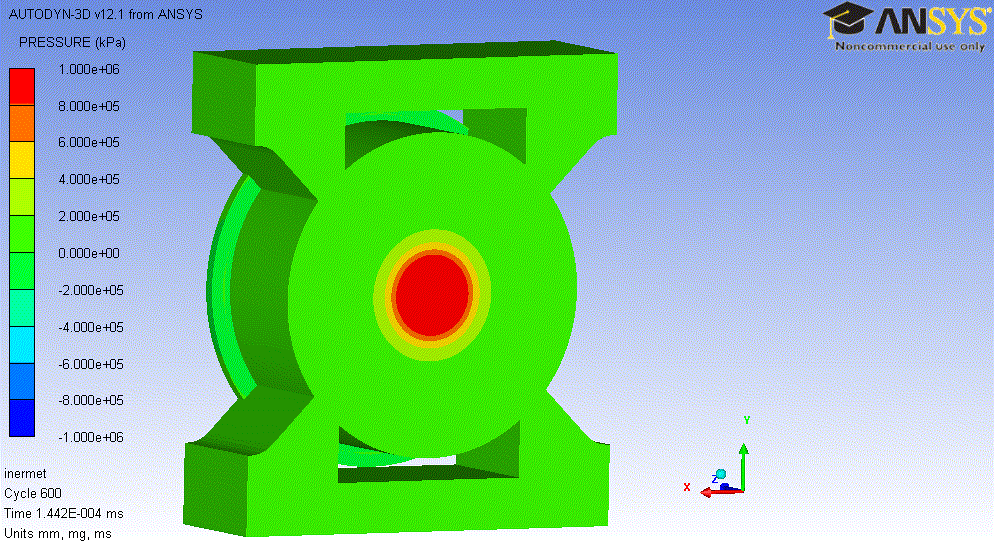 AUTODYN-3D v12.1 from ANSYS
PRESSURE (kPa)
1.000e+06
8.000e+05
6.000e+05
4.000e+05
2.000e+05
0.000e+00
-2.000e+05
-4.000e+05
-6.000e+05
-8.000e+05
-1.000e+06
inermet
Cycle 600
Time 1.442E-004 ms
Units mm, mg, ms
ANSYS
Noncommercial use only
Y
Z
X